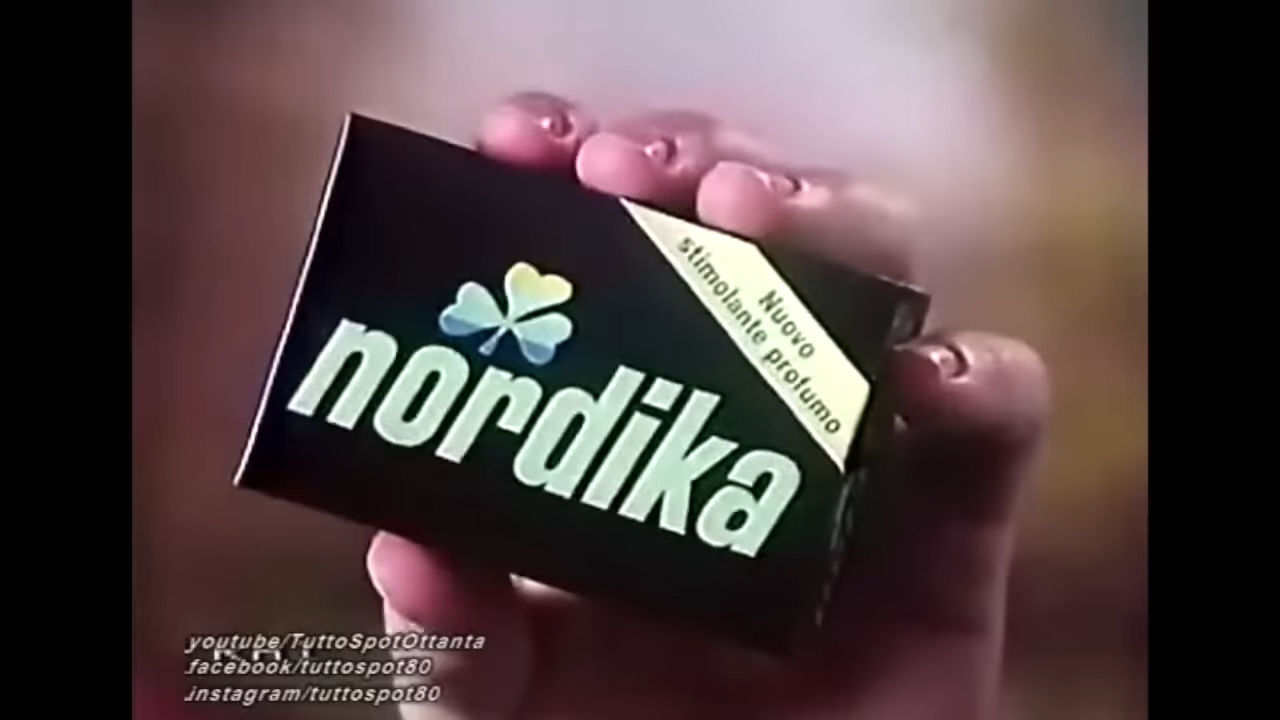 Nuovo
stimolante profumo
nordika
youtube/TuttoSpotOttanta
.facebook/tuttospot80
.instagram/tuttospot80